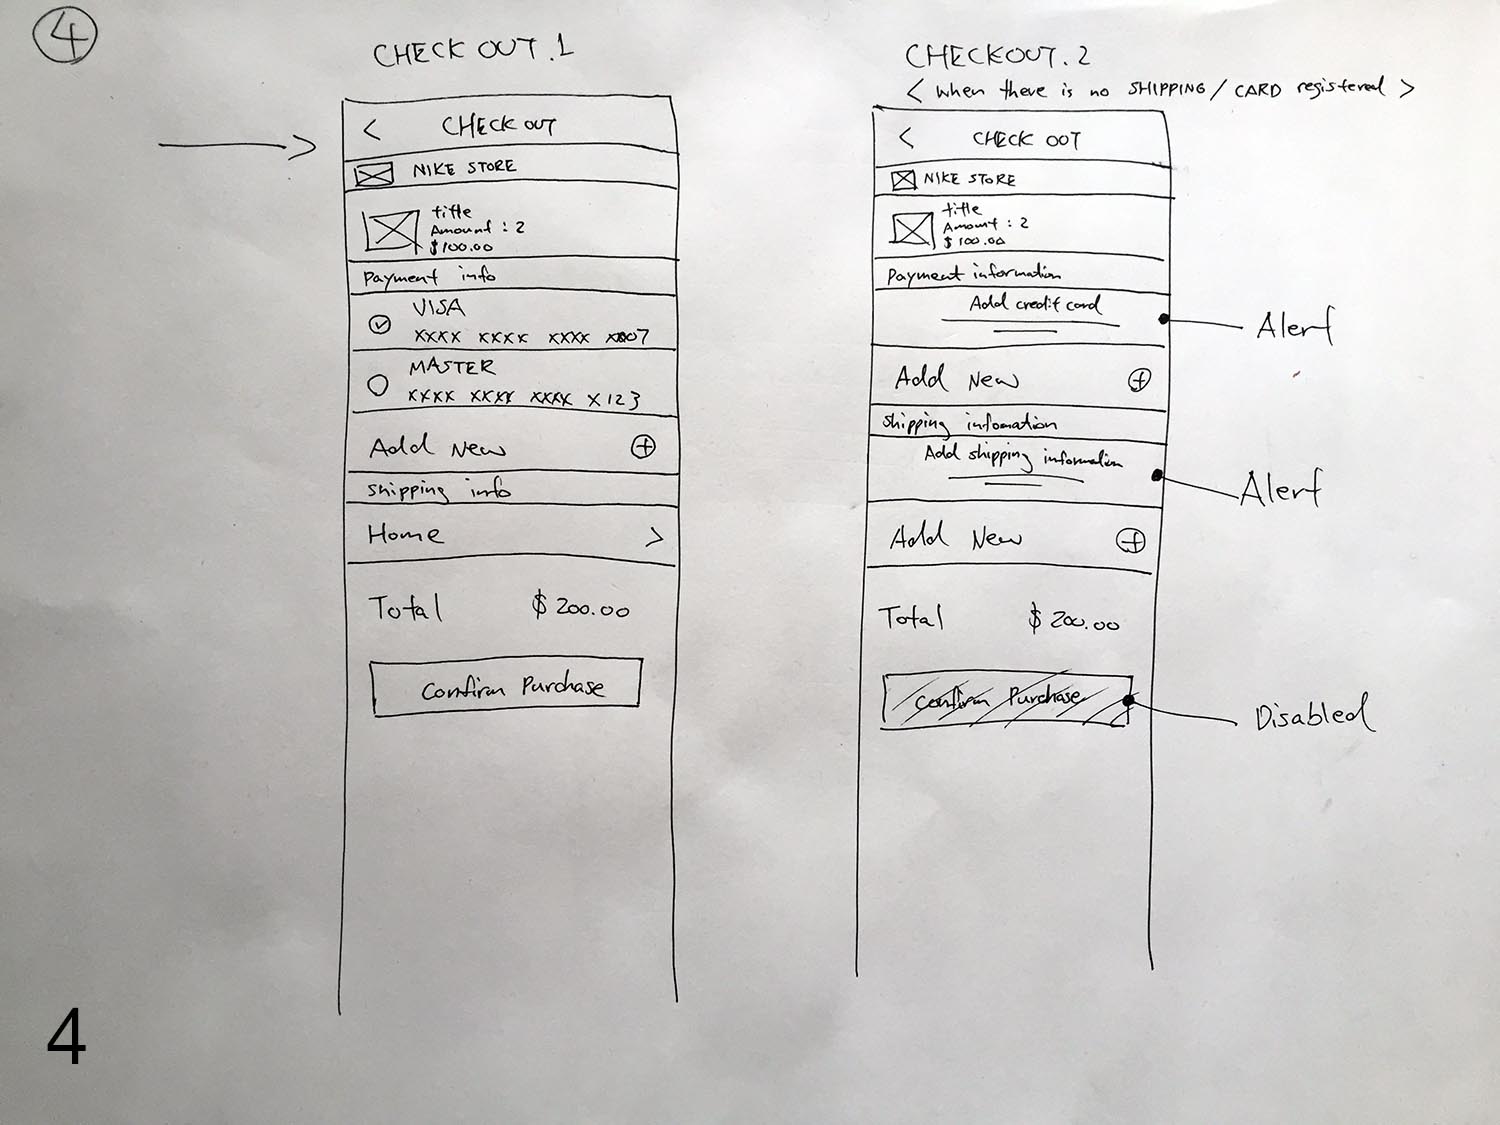 4
CHECK OUT.1
< CHECK OUT
NIKE STORE
title
Amount : 2
$100.00
Payment info
VISA
xxxx xxxx xxxx xx07
MASTER
xxxx xxxx xxxx x123
Add New +
shipping info
Home >
Total $200.00
Confirm Purchase
CHECKOUT.2
< when there is no SHIPPING / CARD registered >
< CHECK OOT
NIKE STORE
title
Amount : 2
$100.00
Payment information
Add credit card
Alert
Add New +
shipping infomation
Add shipping information
Alert
Add New +
Total $200.00
Confirm Purchase
Disabled
4